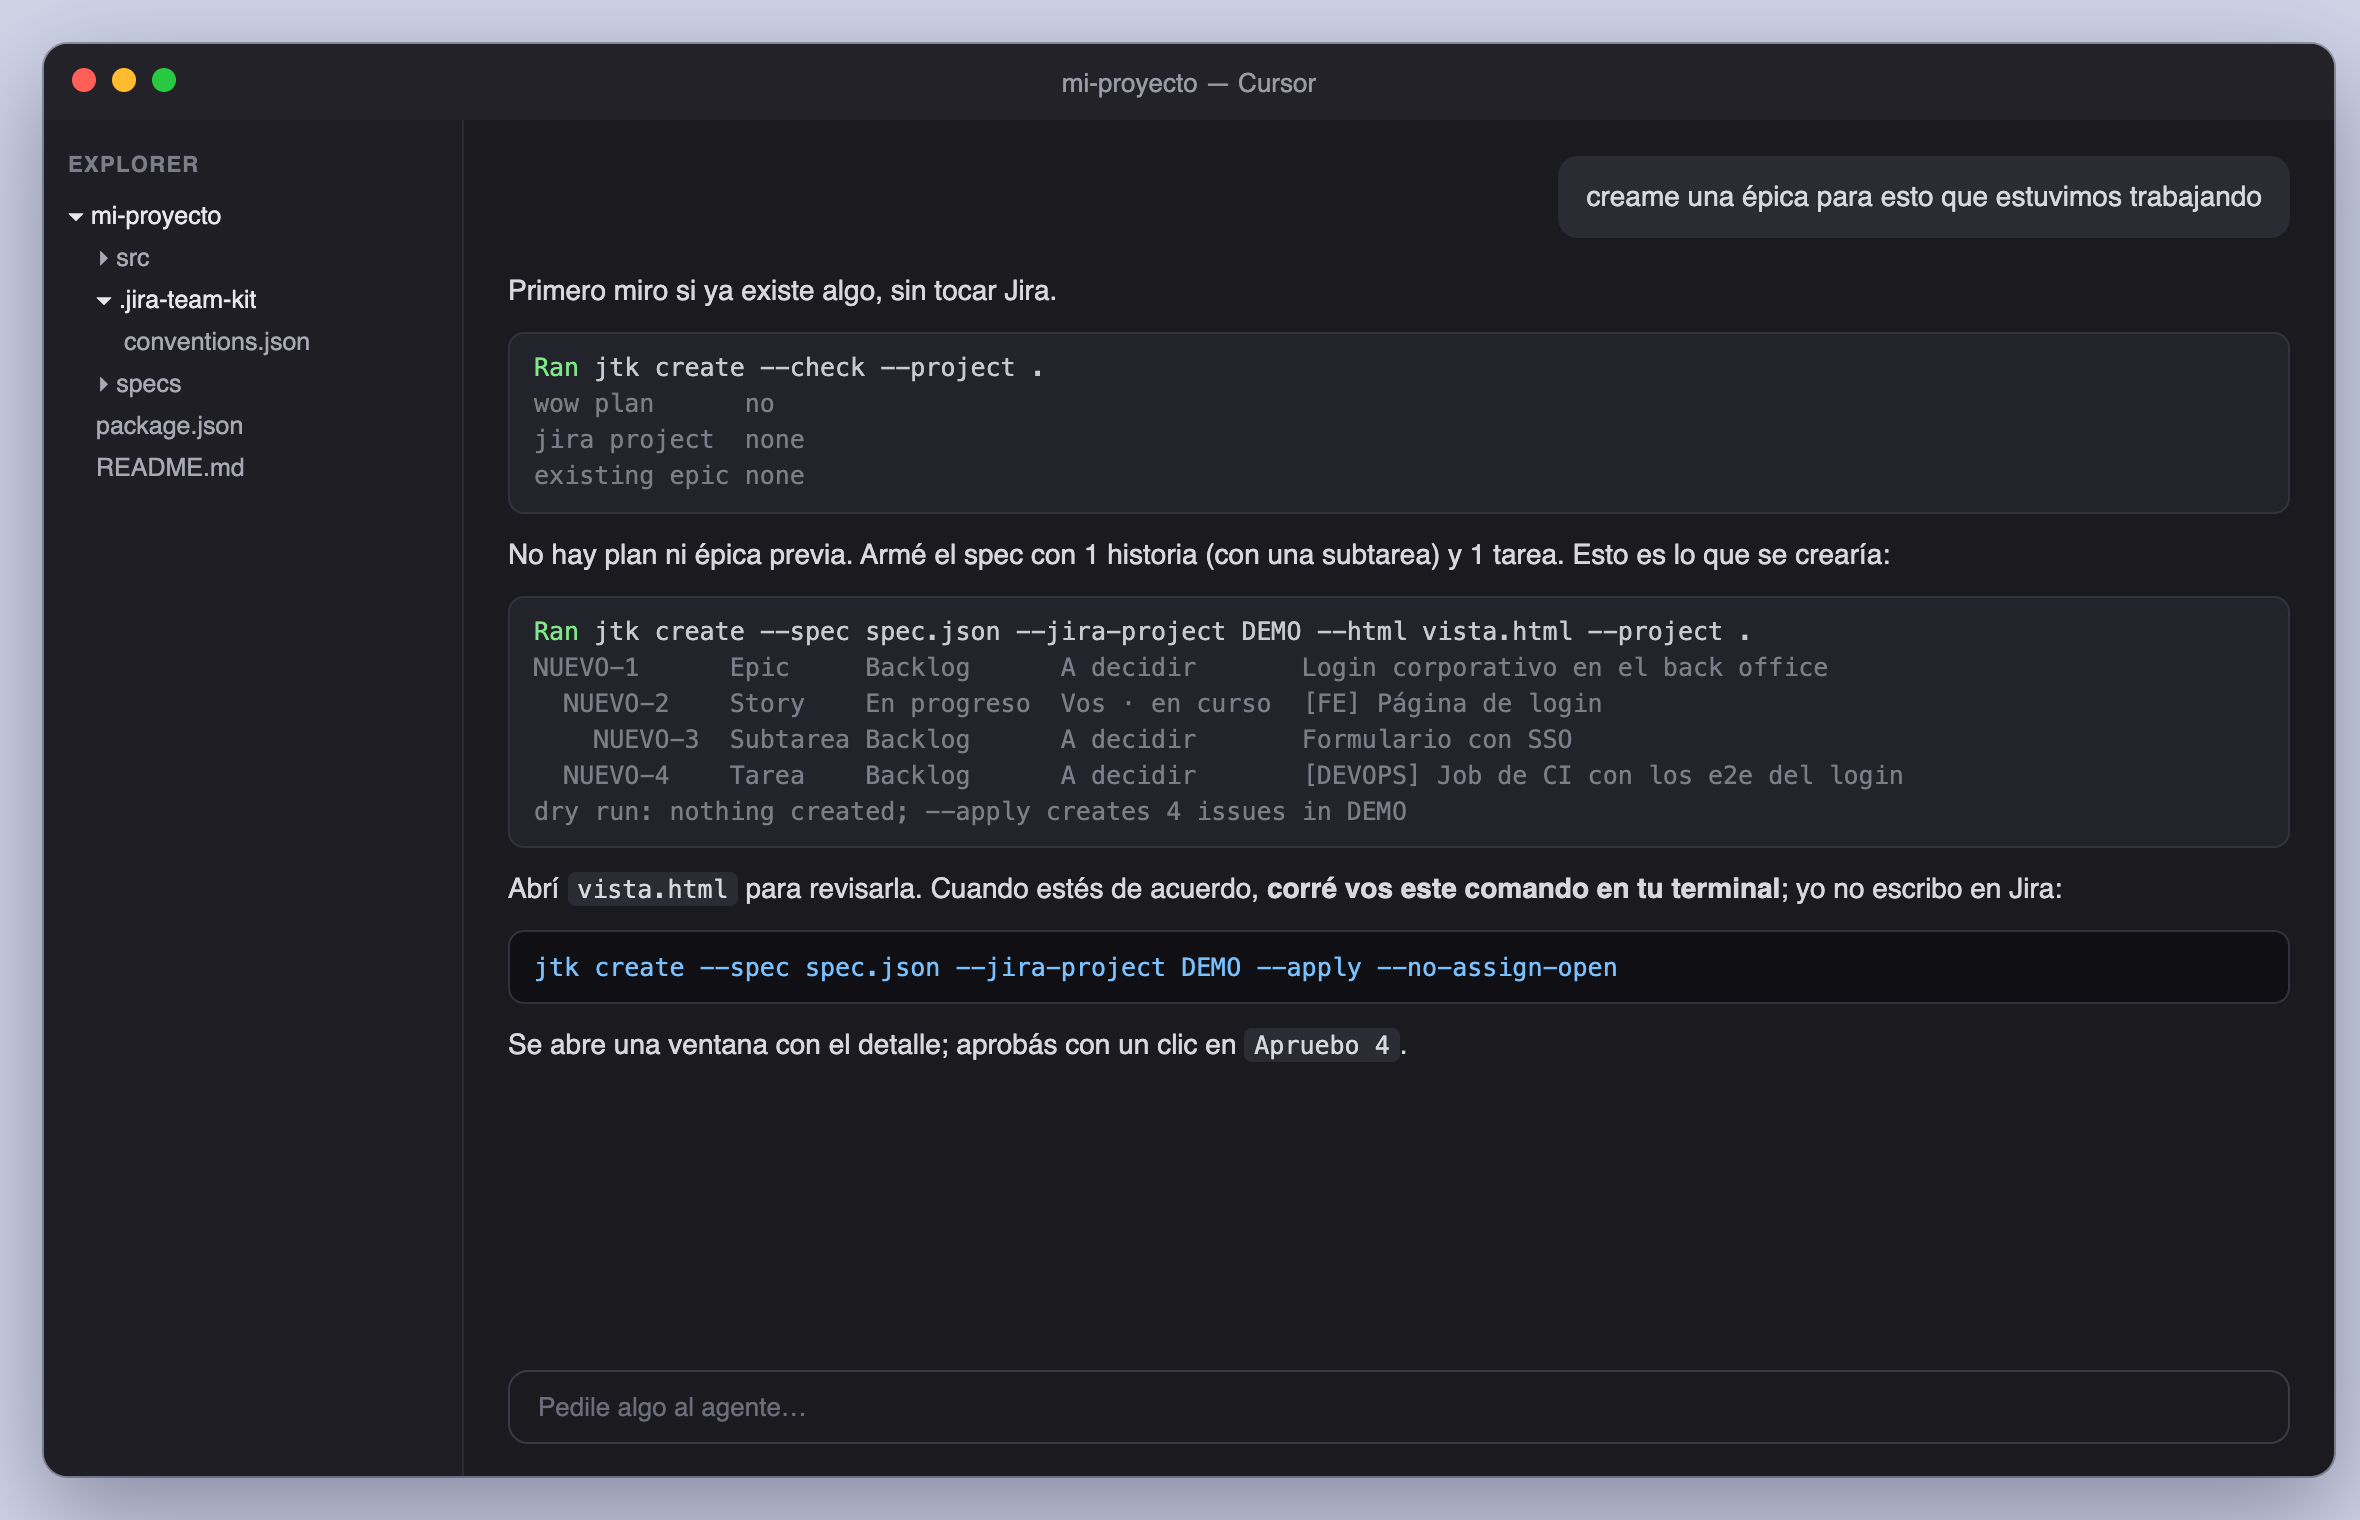 mi-proyecto — Cursor
EXPLORER
mi-proyecto
src
.jira-team-kit
conventions.json
specs
package.json
README.md
creame una épica para esto que estuvimos trabajando
Primero miro si ya existe algo, sin tocar Jira.
Ran jtk create --check --project .
wow plan      no
jira project  none
existing epic none
No hay plan ni épica previa. Armé el spec con 1 historia (con una subtarea) y 1 tarea. Esto es lo que se crearía:
Ran jtk create --spec spec.json --jira-project DEMO --html vista.html --project .
NUEVO-1      Epic     Backlog      A decidir       Login corporativo en el back office
  NUEVO-2    Story    En progreso  Vos · en curso  [FE] Página de login
    NUEVO-3  Subtarea Backlog      A decidir       Formulario con SSO
  NUEVO-4    Tarea    Backlog      A decidir       [DEVOPS] Job de CI con los e2e del login
dry run: nothing created; --apply creates 4 issues in DEMO
Abrí vista.html para revisarla. Cuando estés de acuerdo, corré vos este comando en tu terminal; yo no escribo en Jira:
jtk create --spec spec.json --jira-project DEMO --apply --no-assign-open
Se abre una ventana con el detalle; aprobás con un clic en Apruebo 4.
Pedile algo al agente…